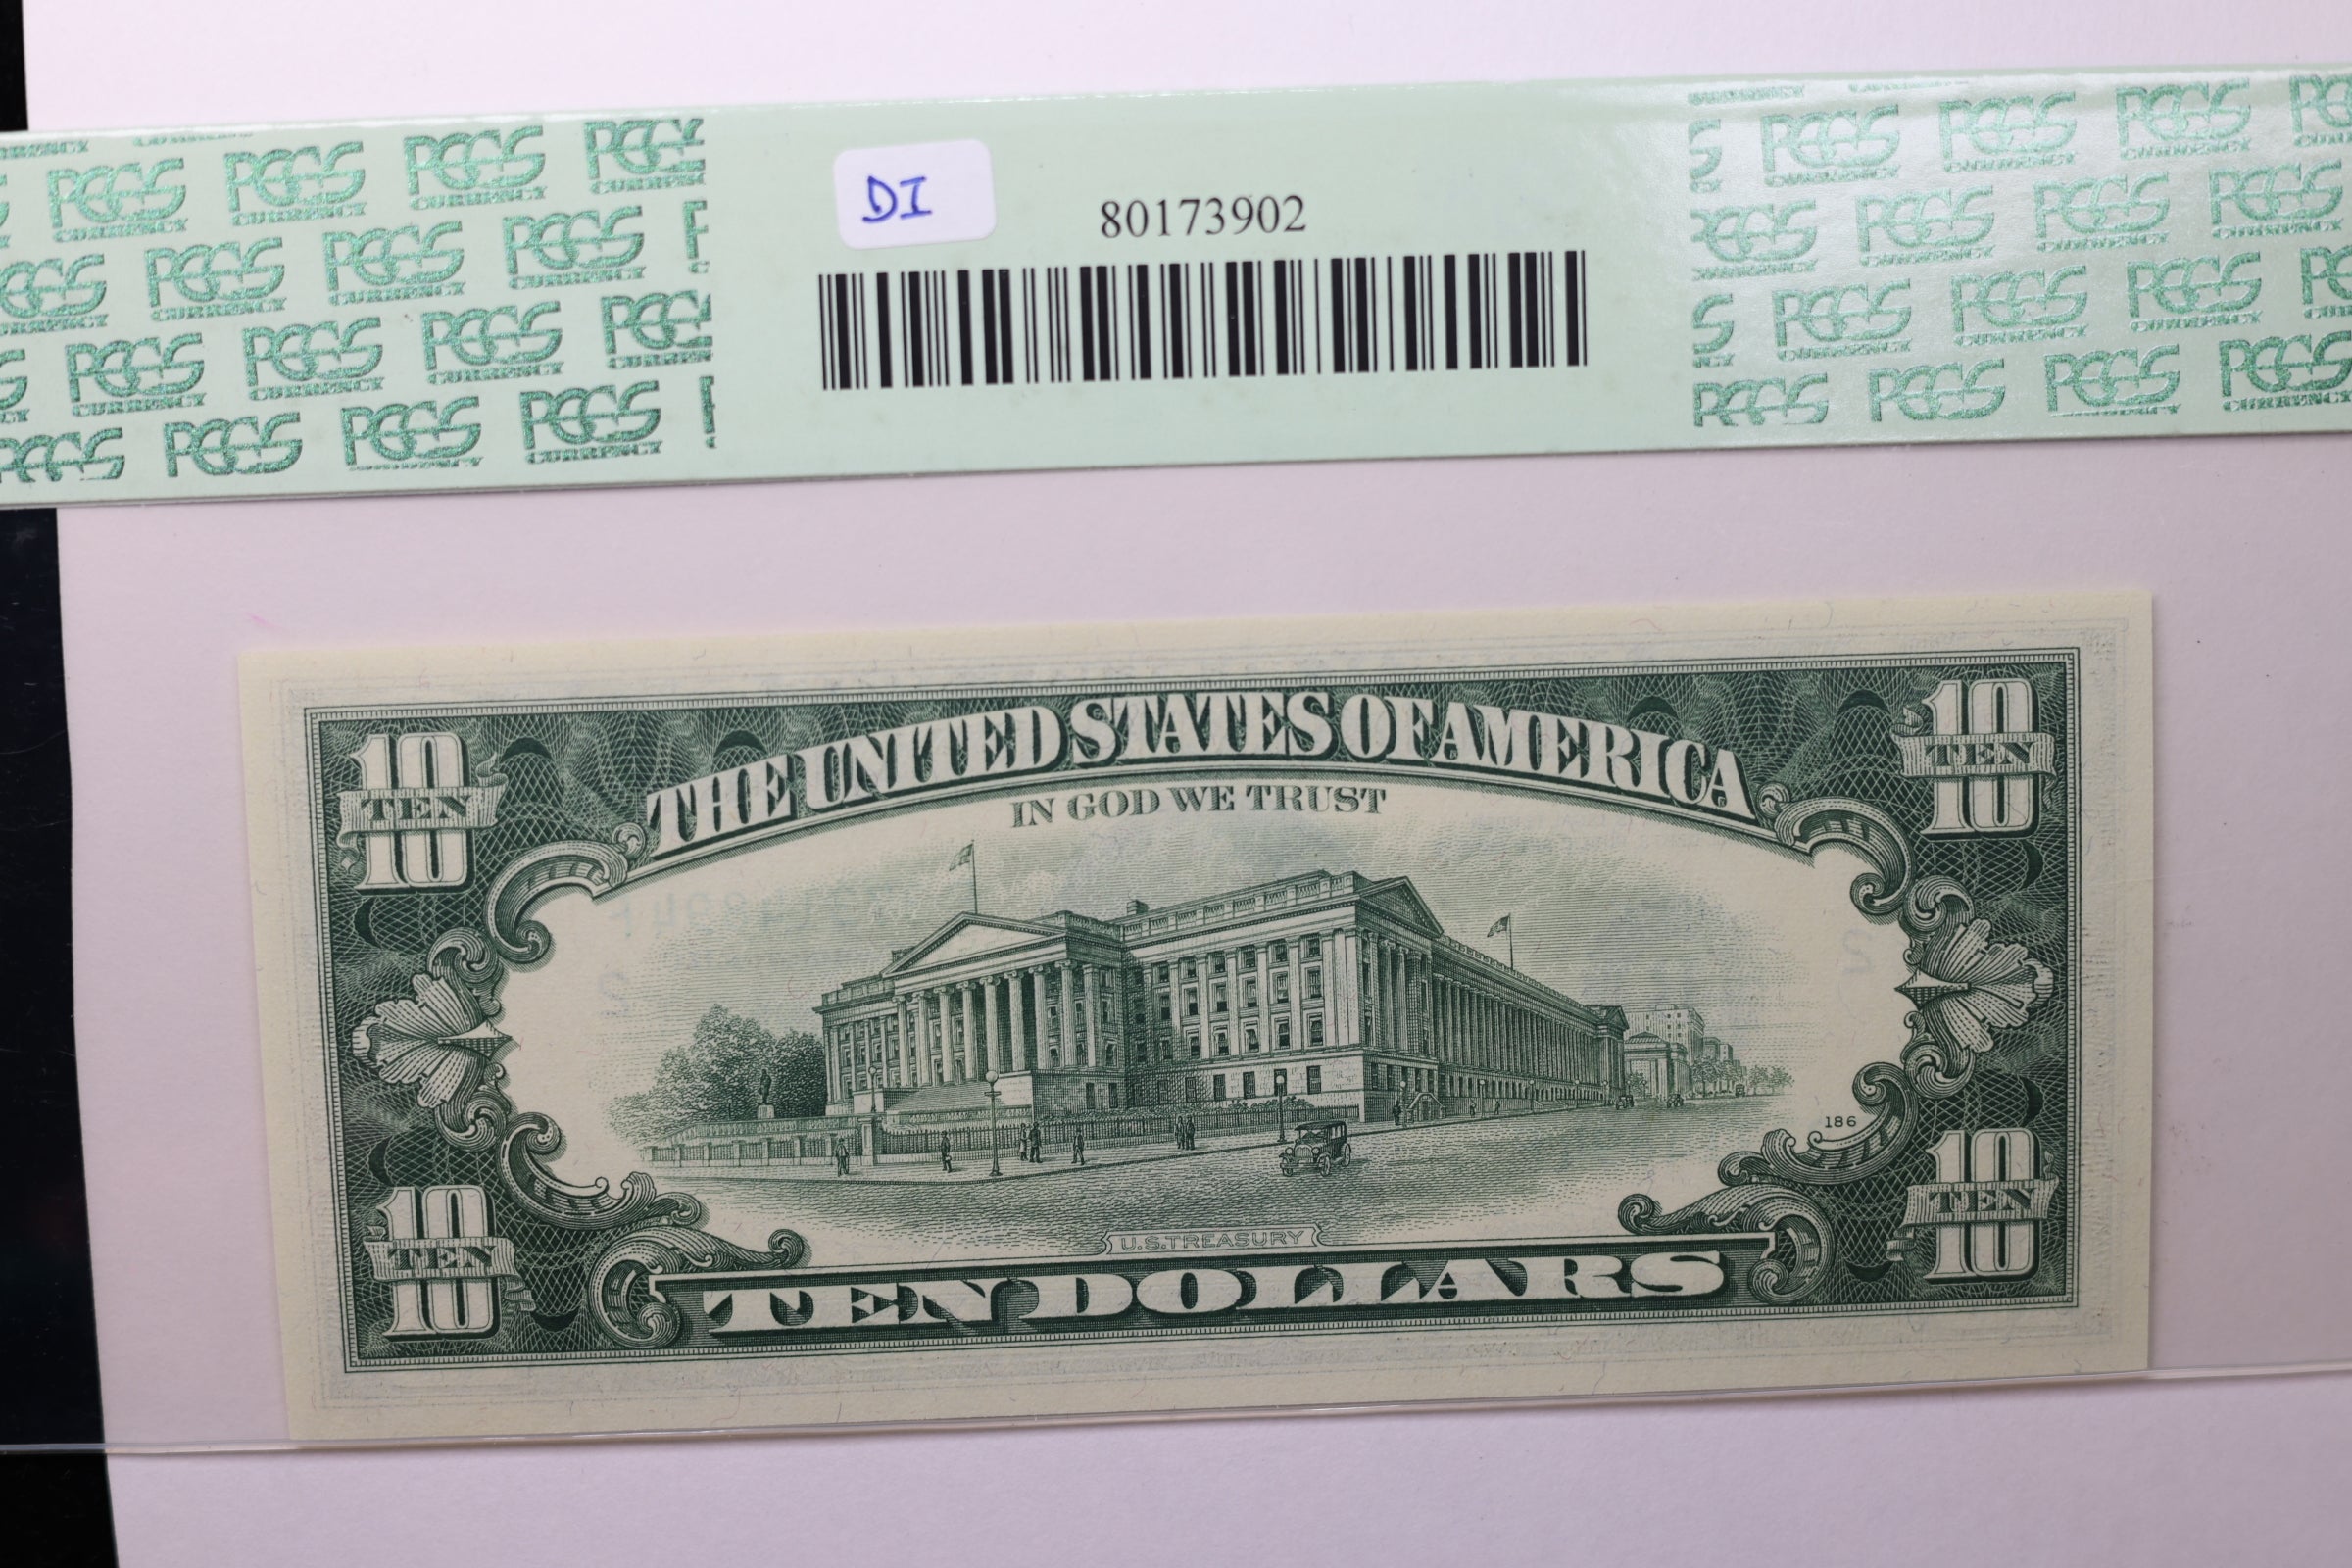 PCGS CURRENCY
DI
80173902
THE UNITED STATES OF AMERICA
IN GOD WE TRUST
10 TEN
10 TEN
186
10 TEN
10 TEN
U.S. TREASURY
TEN DOLLARS